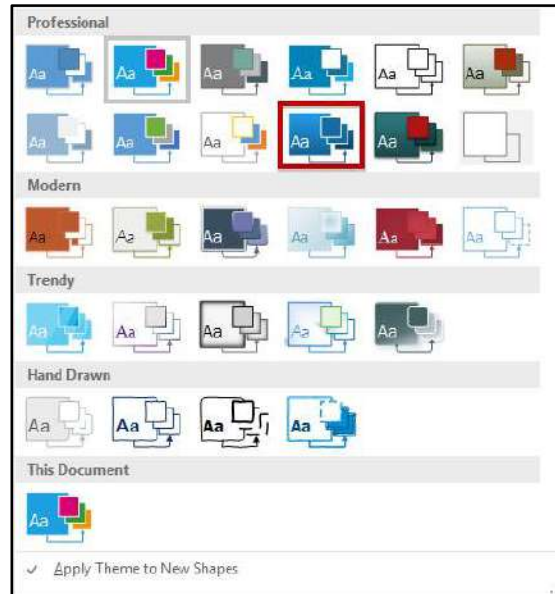 Professional
Aa Aa Aa Aa Aa Aa
Aa Aa Aa Aa Aa
Modern
Aa Aa Aa Aa Aa Aa
Trendy
Aa Aa Aa Aa Aa
Hand Drawn
Aa Aa Aa Aa
This Document
Aa
Apply Theme to New Shapes